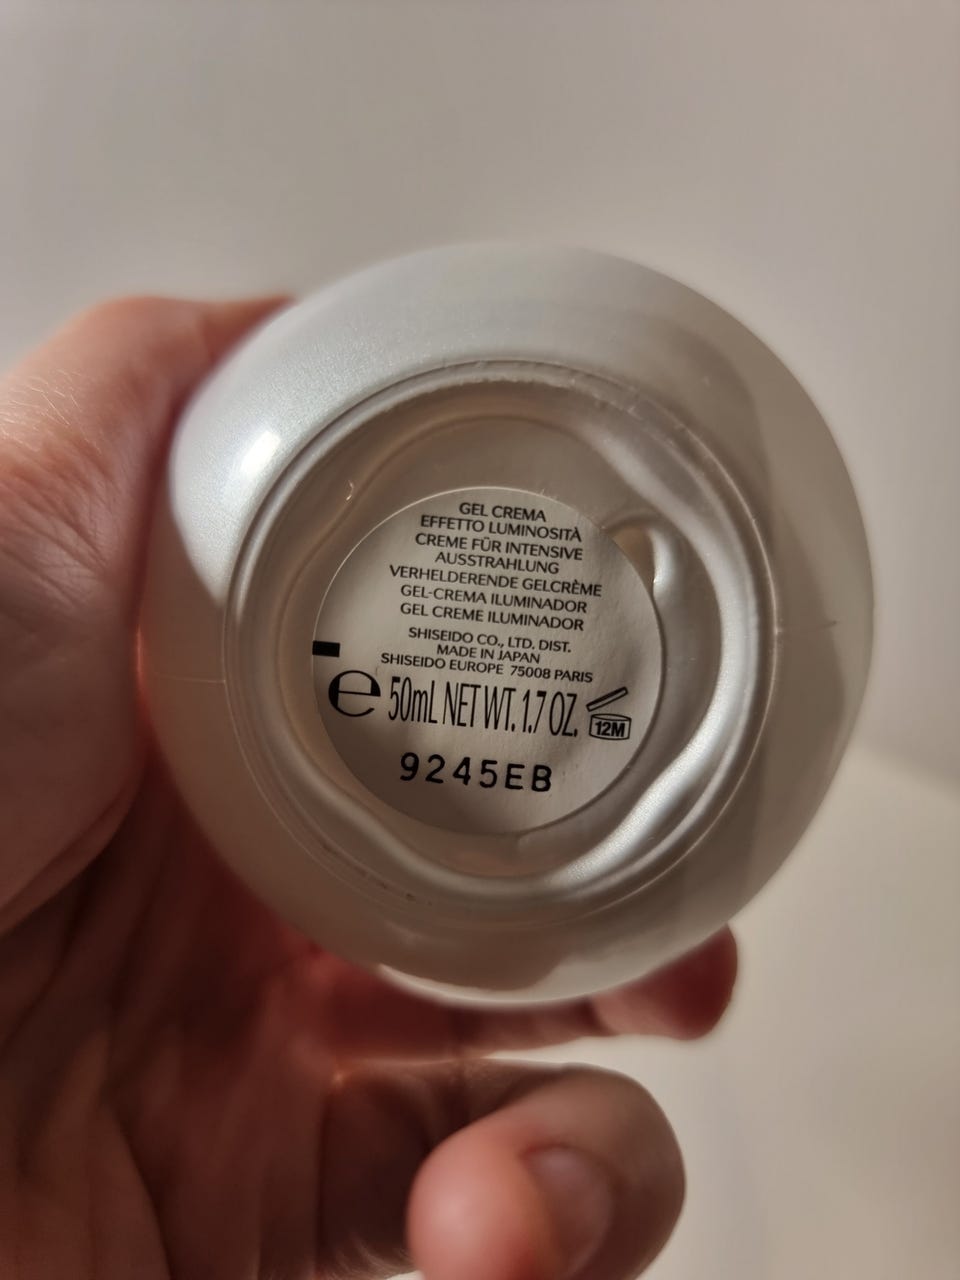 GEL CREMA
EFFETTO LUMINOSITÀ
CREME FÜR INTENSIVE
AUSSTRAHLUNG
VERHELDERENDE GELCRÈME
GEL-CREMA ILUMINADOR
GEL CREME ILUMINADOR
SHISEIDO CO., LTD. DIST.
MADE IN JAPAN
SHISEIDO EUROPE 75008 PARIS
e 50mL NET WT. 1.7 OZ. 12M
9245EB